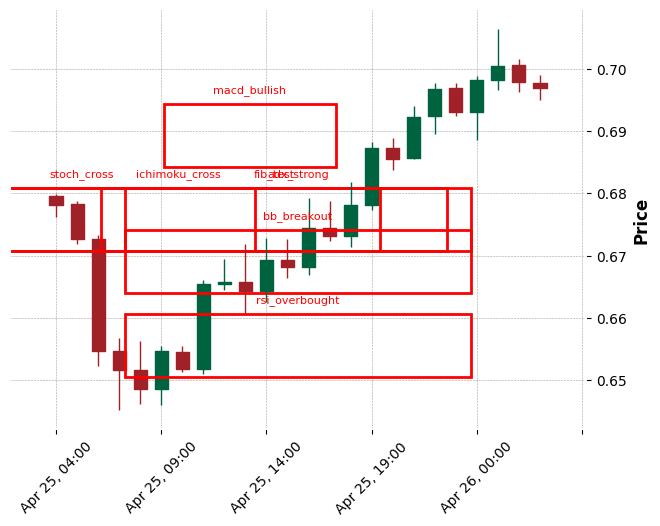 macd_bullish
stoch_cross
ichimoku_cross
adx_strong
bb_breakout
rsi_overbought
0.70
0.69
0.68
0.67
0.66
0.65
Price
Apr 25, 04:00
Apr 25, 09:00
Apr 25, 14:00
Apr 25, 19:00
Apr 26, 00:00